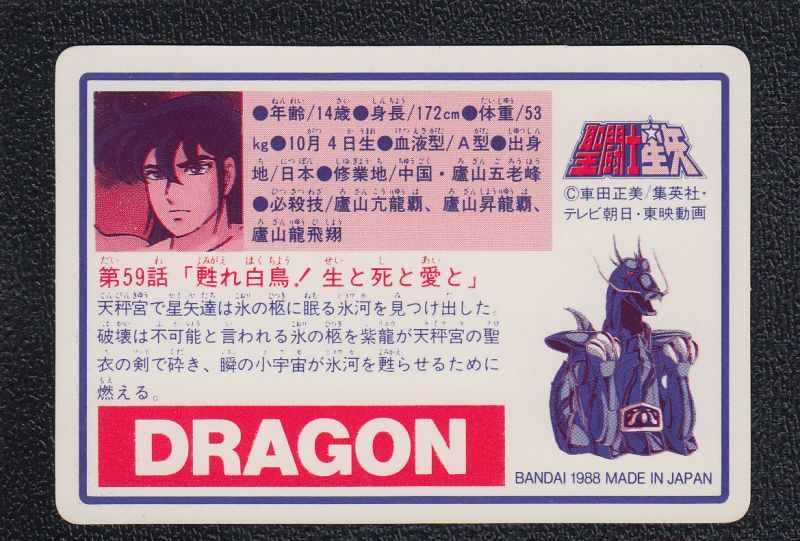 ●年齢/14歳●身長/172cm●体重/53
kg●10月4日生●血液型/A型●出身
地/日本●修業地/中国・廬山五老峰
●必殺技/廬山亢龍覇、廬山昇龍覇、
廬山龍飛翔
聖闘士星矢
©車田正美/集英社・
テレビ朝日・東映動画
第59話「甦れ白鳥!生と死と愛と」
天秤宮で星矢達は氷の柩に眠る氷河を見つけ出した。
破壊は不可能と言われる氷の柩を紫龍が天秤宮の聖
衣の剣で砕き、瞬の小宇宙が氷河を甦らせるために
燃える。
DRAGON
BANDAI 1988 MADE IN JAPAN